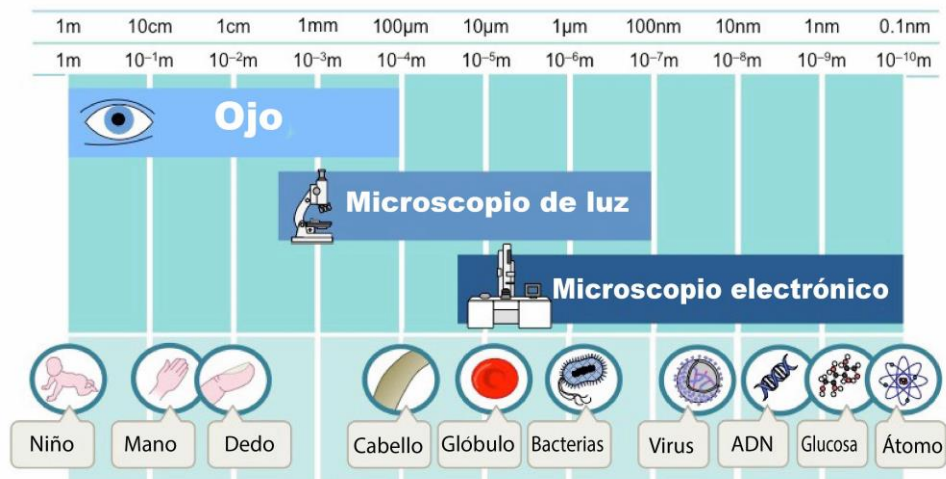 1m 10cm 1cm 1mm 100µm 10µm 1µm 100nm 10nm 1nm 0.1nm
1m 10⁻¹m 10⁻²m 10⁻³m 10⁻⁴m 10⁻⁵m 10⁻⁶m 10⁻⁷m 10⁻⁸m 10⁻⁹m 10⁻¹⁰m
Ojo
Microscopio de luz
Microscopio electrónico
Niño Mano Dedo Cabello Glóbulo Bacterias Virus ADN Glucosa Átomo